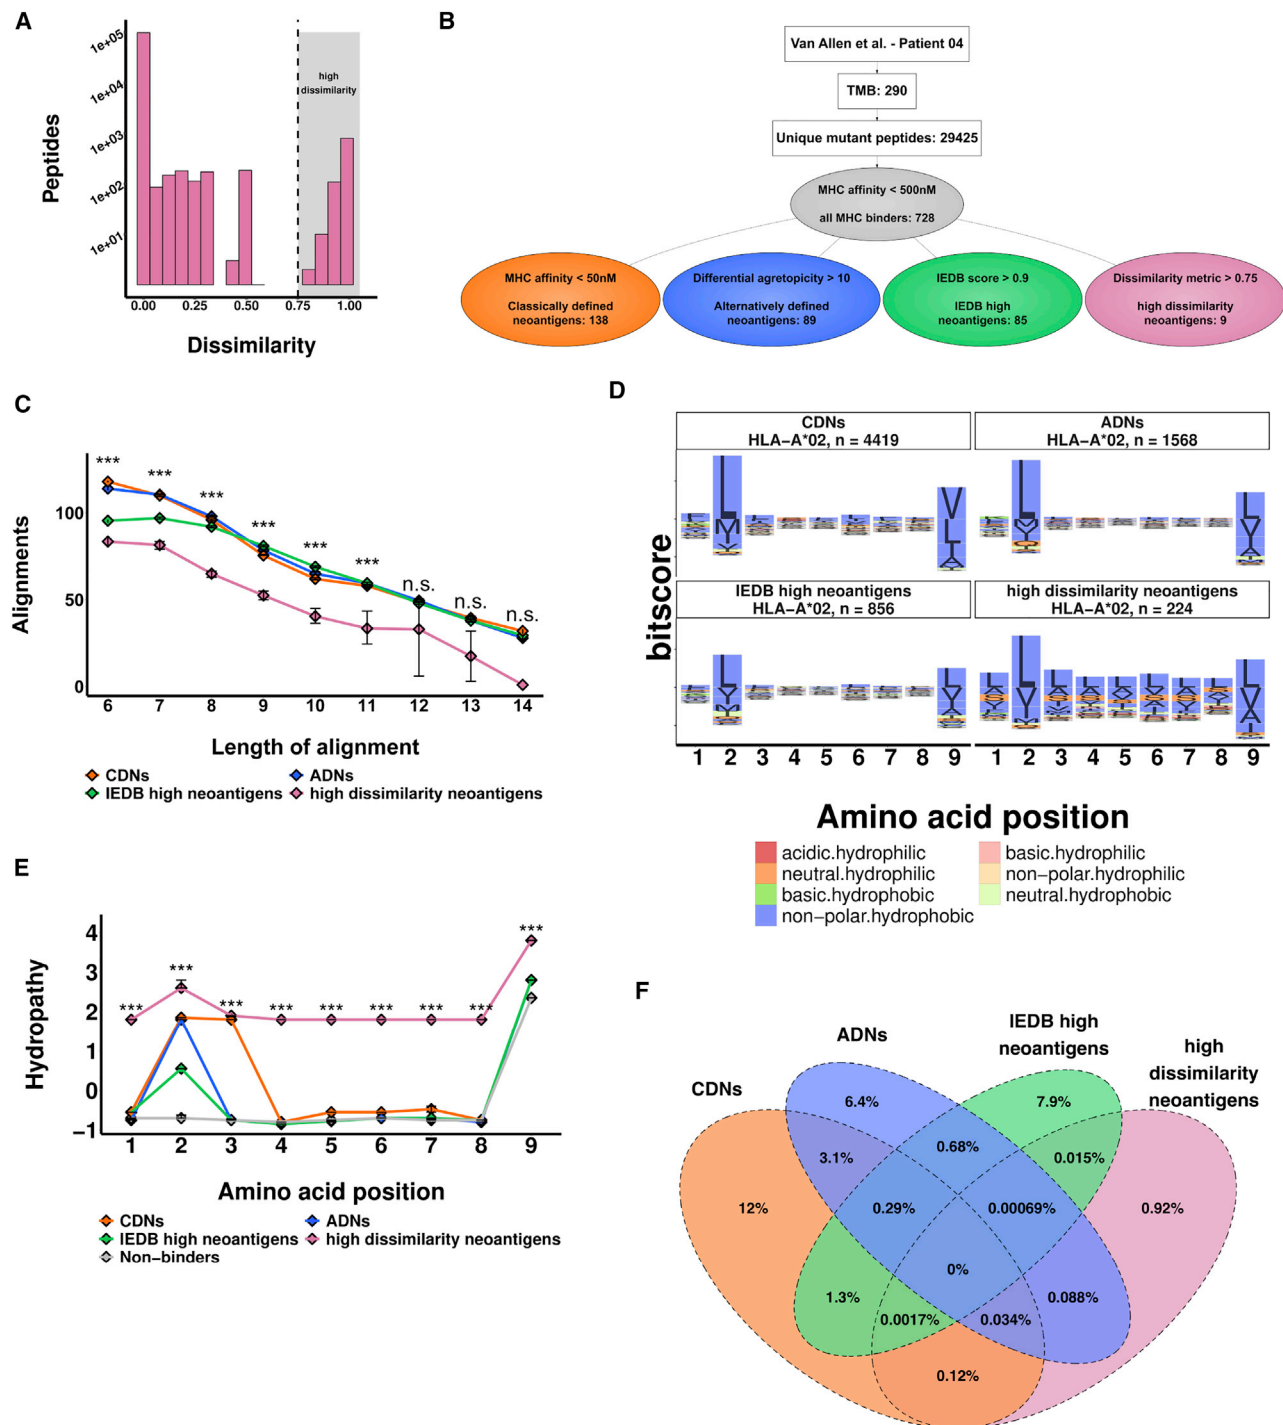 A
1e+05
1e+04
1e+03
1e+02
1e+01
Peptides
high
dissimilarity
0.00 0.25 0.50 0.75 1.00
Dissimilarity
B
Van Allen et al. - Patient 04
TMB: 290
Unique mutant peptides: 29425
MHC affinity < 500nM
all MHC binders: 728
MHC affinity < 50nM
Classically defined
neoantigens: 138
Differential agretopicity > 10
Alternatively defined
neoantigens: 89
IEDB score > 0.9
IEDB high
neoantigens: 85
Dissimilarity metric > 0.75
high dissimilarity
neoantigens: 9
C
Alignments
100
50
0
*** *** *** *** *** *** n.s. n.s. n.s.
6 7 8 9 10 11 12 13 14
Length of alignment
CDNs
ADNs
IEDB high neoantigens
high dissimilarity neoantigens
D
bitscore
CDNs
HLA-A*02, n = 4419
ADNs
HLA-A*02, n = 1568
IEDB high neoantigens
HLA-A*02, n = 856
high dissimilarity neoantigens
HLA-A*02, n = 224
1 2 3 4 5 6 7 8 9
1 2 3 4 5 6 7 8 9
Amino acid position
acidic.hydrophilic
basic.hydrophilic
neutral.hydrophilic
non-polar.hydrophilic
basic.hydrophobic
neutral.hydrophobic
non-polar.hydrophobic
E
Hydropathy
4
3
2
1
0
-1
*** *** *** *** *** *** *** *** ***
1 2 3 4 5 6 7 8 9
Amino acid position
CDNs
ADNs
IEDB high neoantigens
high dissimilarity neoantigens
Non-binders
F
CDNs
ADNs
IEDB high
neoantigens
high
dissimilarity
neoantigens
6.4%
7.9%
0.68%
3.1%
0.015%
12%
0.29%
0.00069%
0.92%
0%
1.3%
0.088%
0.0017%
0.034%
0.12%